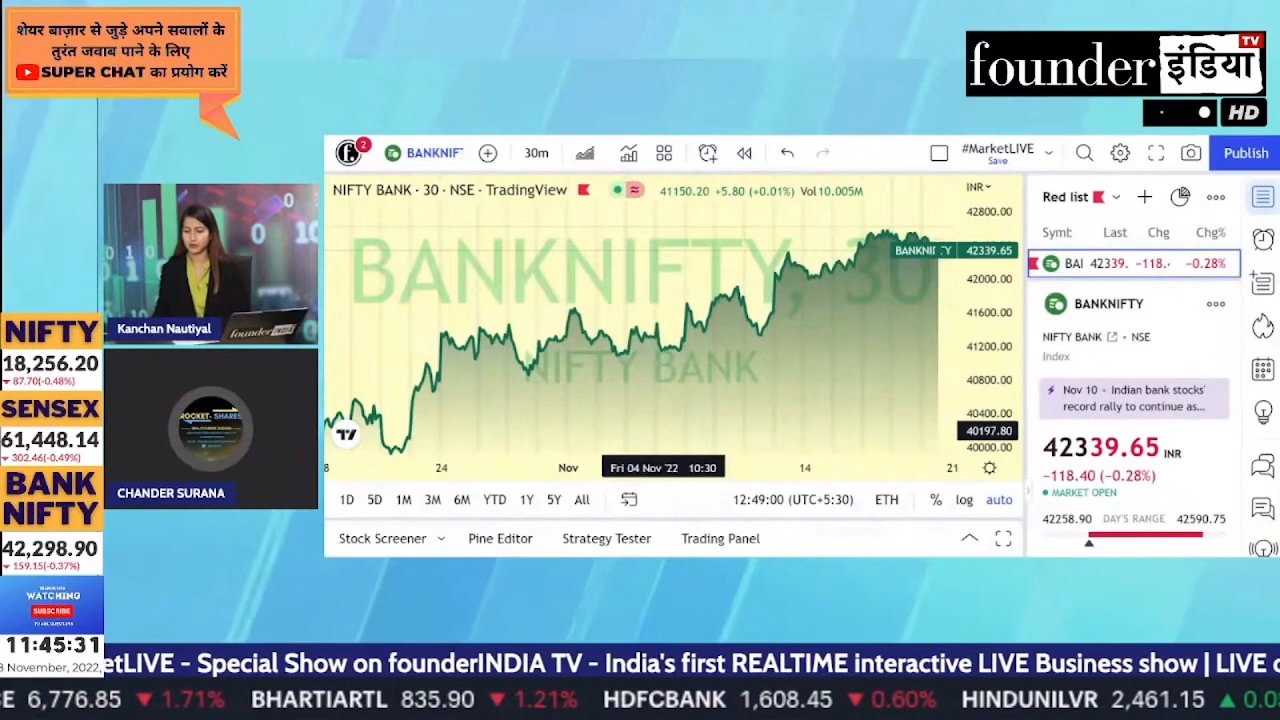 शेयर बाज़ार से जुड़े अपने सवालों के
तुरंत जवाब पाने के लिए
SUPER CHAT का प्रयोग करें
founder इंडिया TV
HD
2
BANKNIF
30m
#MarketLIVE
Save
Publish
NIFTY BANK · 30 · NSE · TradingView
41150.20 +5.80 (+0.01%) Vol 10.005M
INR
BANKNIFTY, 30
NIFTY BANK
42800.00
42339.65
42000.00
41600.00
41200.00
40800.00
40400.00
40197.80
40000.00
24
Nov
Fri 04 Nov '22 10:30
14
21
1D 5D 1M 3M 6M YTD 1Y 5Y All
12:49:00 (UTC+5:30) ETH % log auto
Stock Screener Pine Editor Strategy Tester Trading Panel
Red list
Symb Last Chg Chg%
BAI 42339. −118. −0.28%
BANKNIFTY
NIFTY BANK - NSE
Index
Nov 10 - Indian bank stocks'
record rally to continue as...
42339.65 INR
−118.40 (−0.28%)
MARKET OPEN
42258.90 DAY'S RANGE 42590.75
Kanchan Nautiyal
founder INDIA
ROCKET- SHARES
CHANDER SURANA
NIFTY
18,256.20
87.70(-0.48%)
SENSEX
61,448.14
302.46(-0.49%)
BANK
NIFTY
42,298.90
159.15(-0.37%)
WATCHING
SUBSCRIBE
11:45:31
November, 2022,
etLIVE - Special Show on founderINDIA TV - India's first REALTIME interactive LIVE Business show | LIVE
6,776.85 1.71% BHARTIARTL 835.90 1.21% HDFCBANK 1,608.45 0.60% HINDUNILVR 2,461.15